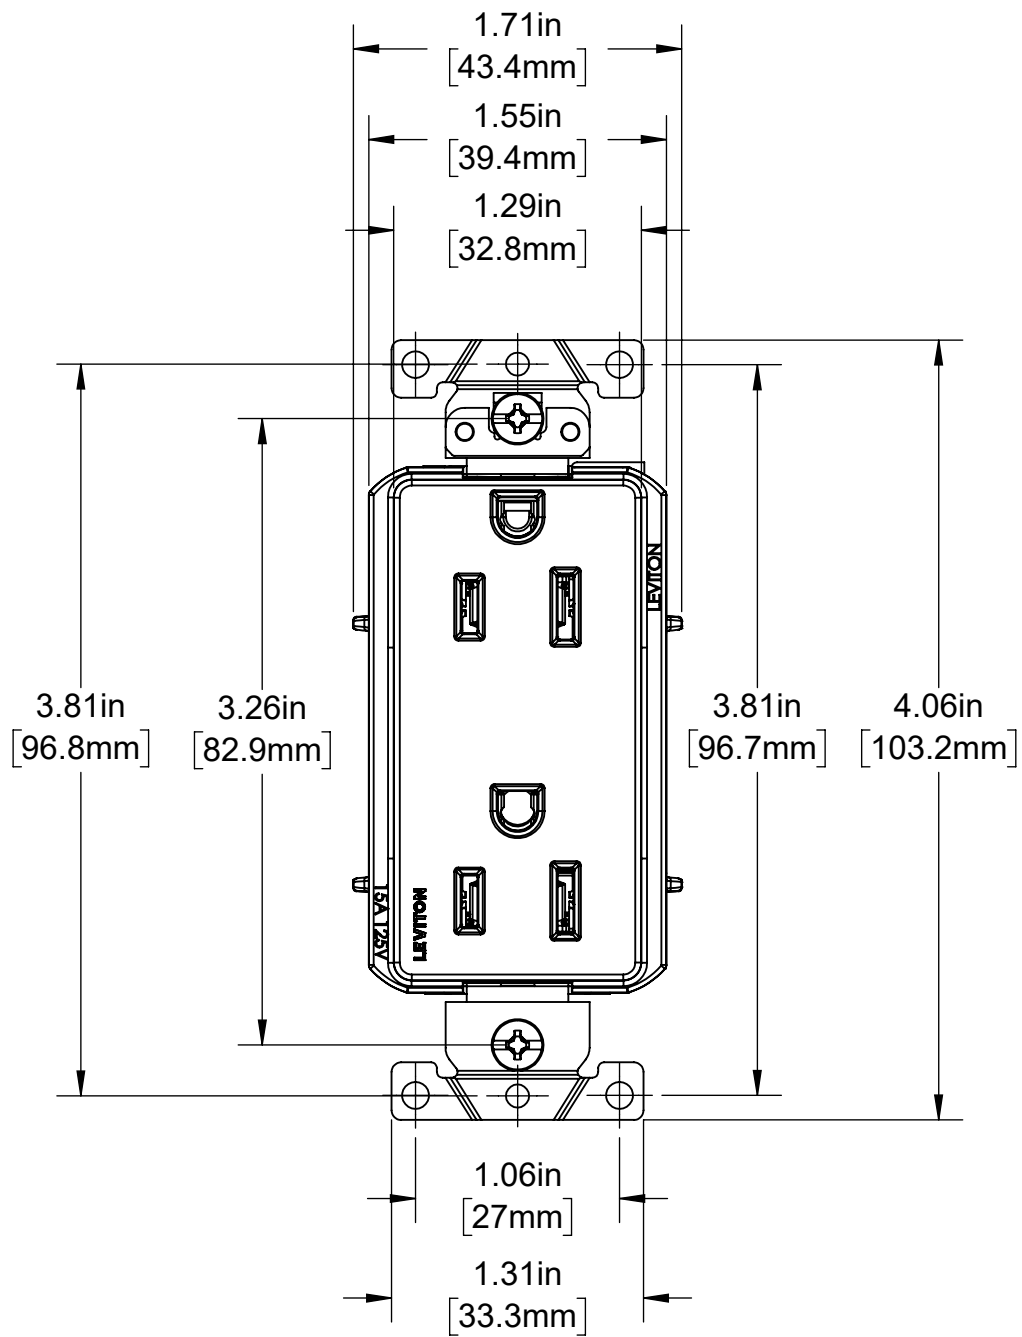 1.71in
[43.4mm]
1.55in
[39.4mm]
1.29in
[32.8mm]
LEVITON
3.81in
[96.8mm]
3.26in
[82.9mm]
3.81in
[96.7mm]
4.06in
[103.2mm]
15A 125V
LEVITON
1.06in
[27mm]
1.31in
[33.3mm]